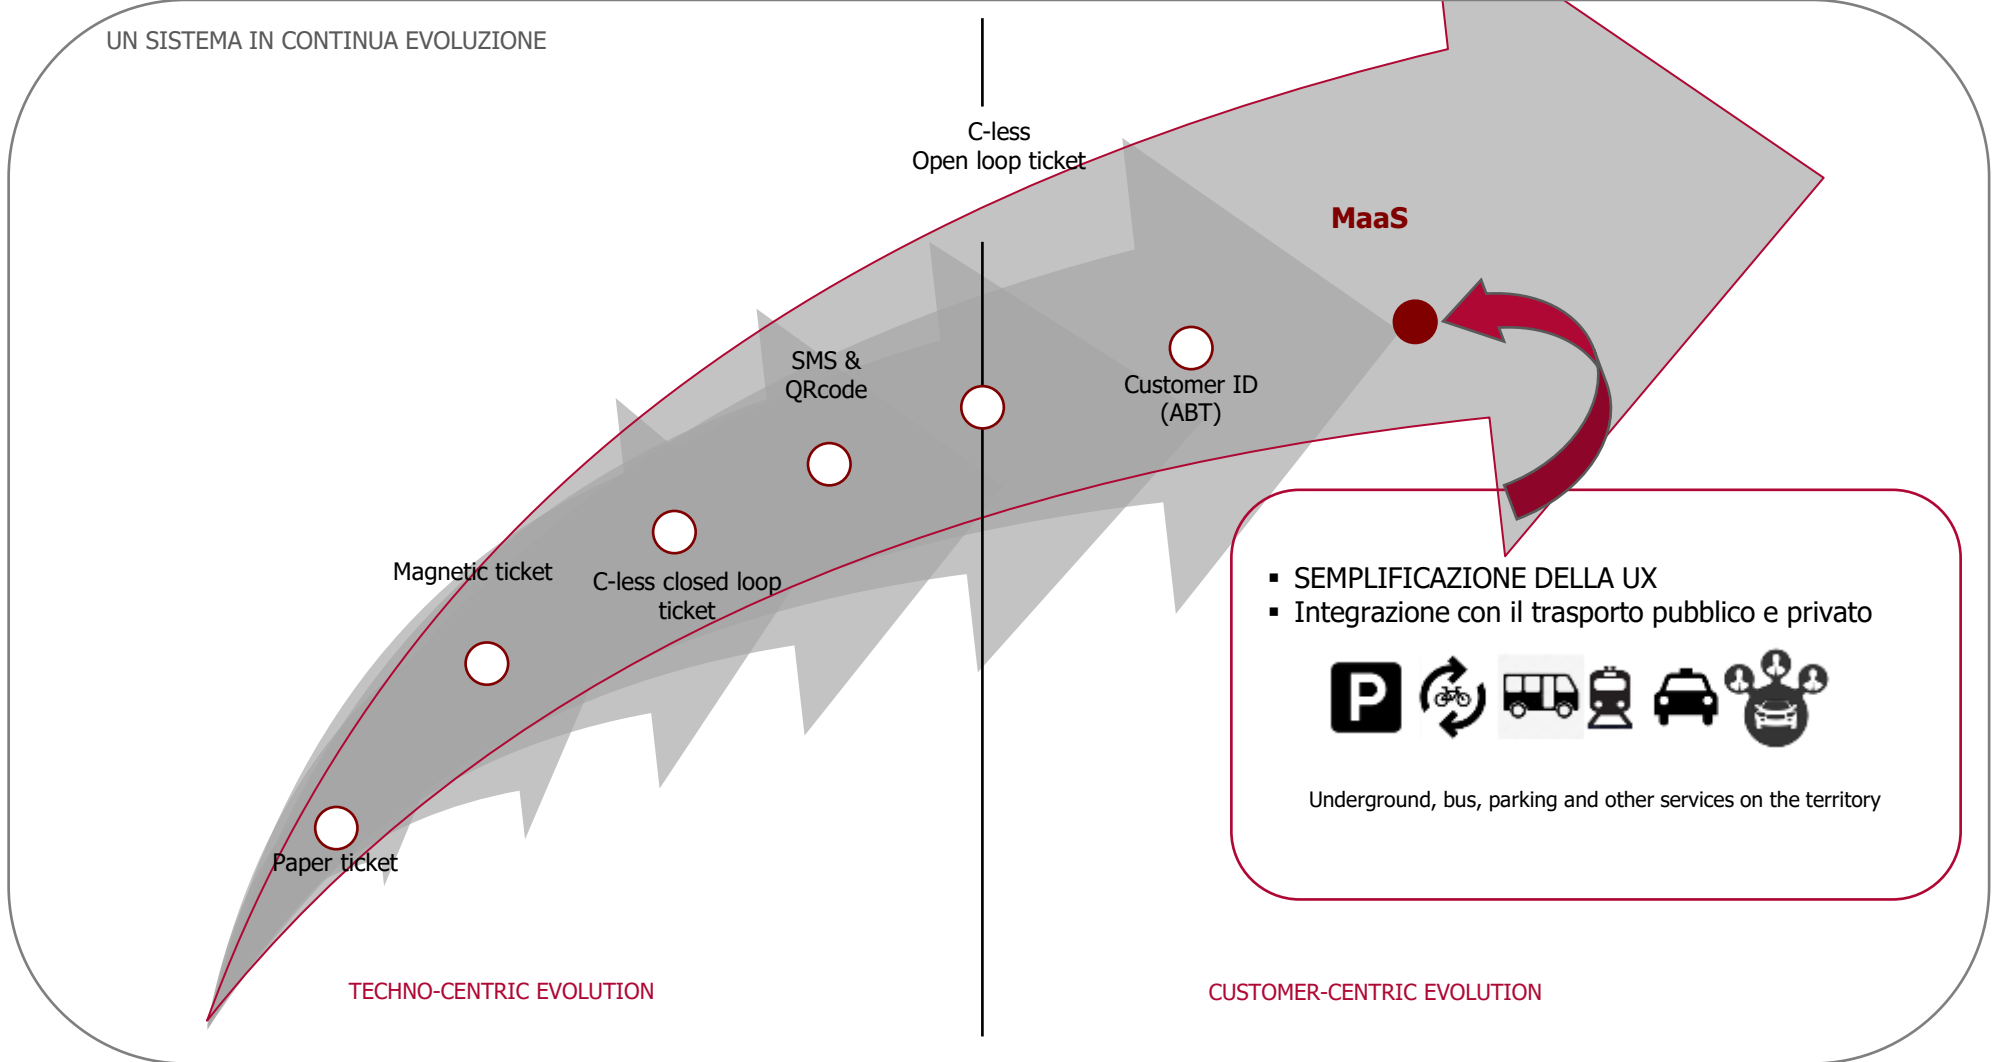 UN SISTEMA IN CONTINUA EVOLUZIONE
C-less
Open loop ticket
MaaS
SMS &
QRcode
Customer ID
(ABT)
Magnetic ticket
C-less closed loop
ticket
Paper ticket
▪ SEMPLIFICAZIONE DELLA UX
▪ Integrazione con il trasporto pubblico e privato
P
Underground, bus, parking and other services on the territory
TECHNO-CENTRIC EVOLUTION
CUSTOMER-CENTRIC EVOLUTION